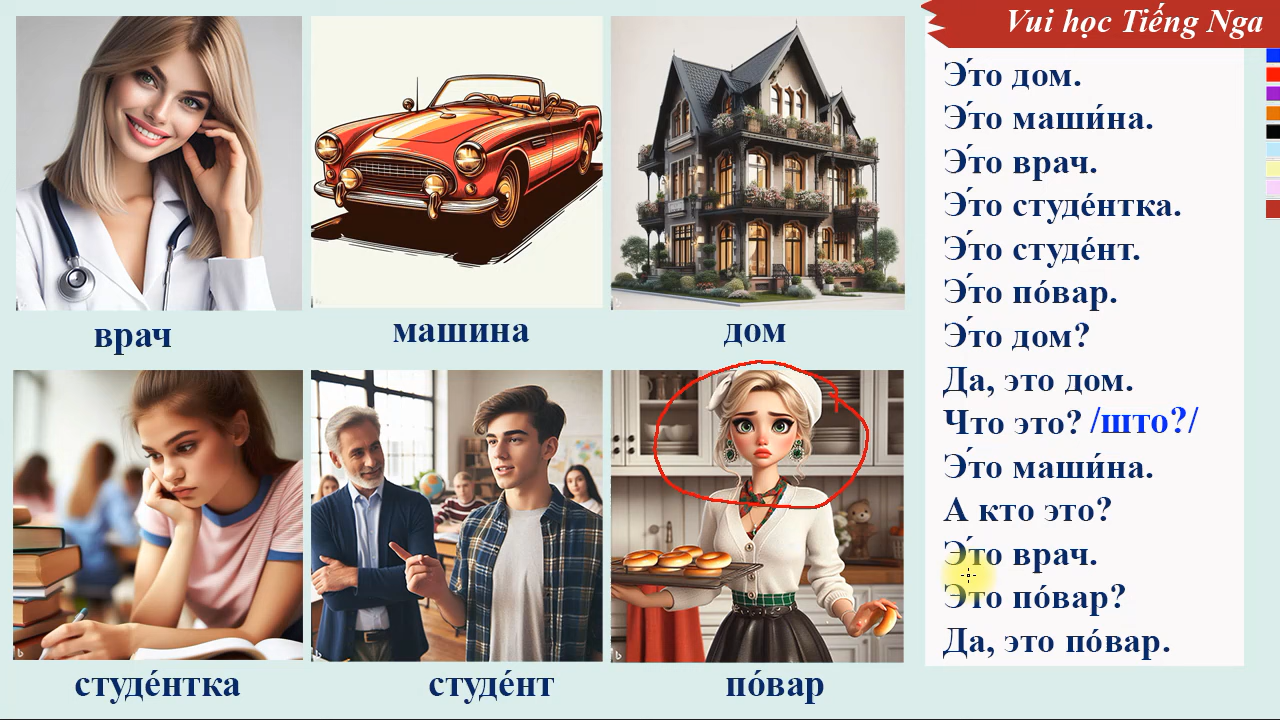 Vui học Tiếng Nga
врач
машина
дом
студе́нтка
студе́нт
по́вар
Э́то дом.
Э́то маши́на.
Э́то врач.
Э́то студе́нтка.
Э́то студе́нт.
Э́то по́вар.
Э́то дом?
Да, это дом.
Что это? /што?/
Э́то маши́на.
А кто это?
Э́то врач.
Э́то по́вар?
Да, это по́вар.